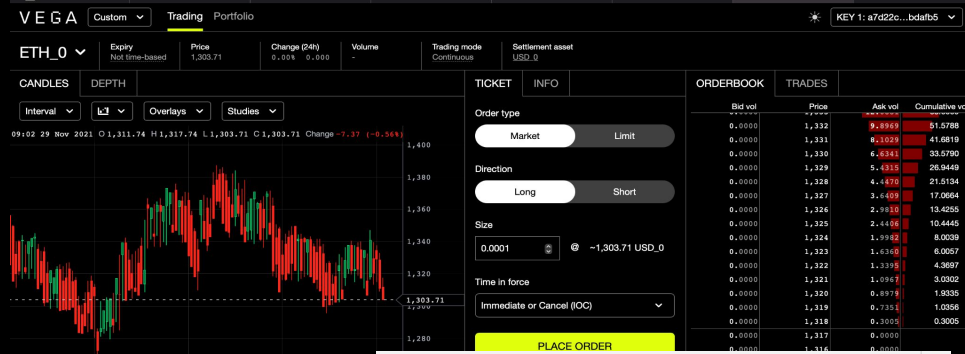 VEGA Custom Trading Portfolio KEY 1: a7d22c...bdafb5
ETH_0
Expiry Price Change (24h) Volume Trading mode Settlement asset
Not time-based 1,303.71 0.00% 0.000 - Continuous USD_0
CANDLES DEPTH
Interval Overlays Studies
09:02 29 Nov 2021 O 1,311.74 H 1,317.74 L 1,303.71 C 1,303.71 Change -7.37 (-0.56%)
1,400
1,380
1,360
1,340
1,320
1,303.71
1,300
1,280
TICKET INFO
Order type
Market Limit
Direction
Long Short
Size
0.0001 @ ~1,303.71 USD_0
Time in force
Immediate or Cancel (IOC)
PLACE ORDER
ORDERBOOK TRADES
Bid vol Price Ask vol Cumulative vo
0.0000 1,332 9.8969 51.5788
0.0000 1,331 8.1029 41.6819
0.0000 1,330 6.6341 33.5790
0.0000 1,329 5.4315 26.9449
0.0000 1,328 4.4470 21.5134
0.0000 1,327 3.6409 17.0664
0.0000 1,326 2.9810 13.4255
0.0000 1,325 2.4406 10.4445
0.0000 1,324 1.9982 8.0039
0.0000 1,323 1.6360 6.0057
0.0000 1,322 1.3395 4.3697
0.0000 1,321 1.0967 3.0302
0.0000 1,320 0.8979 1.9335
0.0000 1,319 0.7351 1.0356
0.0000 1,318 0.3005 0.3005
0.0000 1,317 0.0000
0.0000 1,316 0.0000